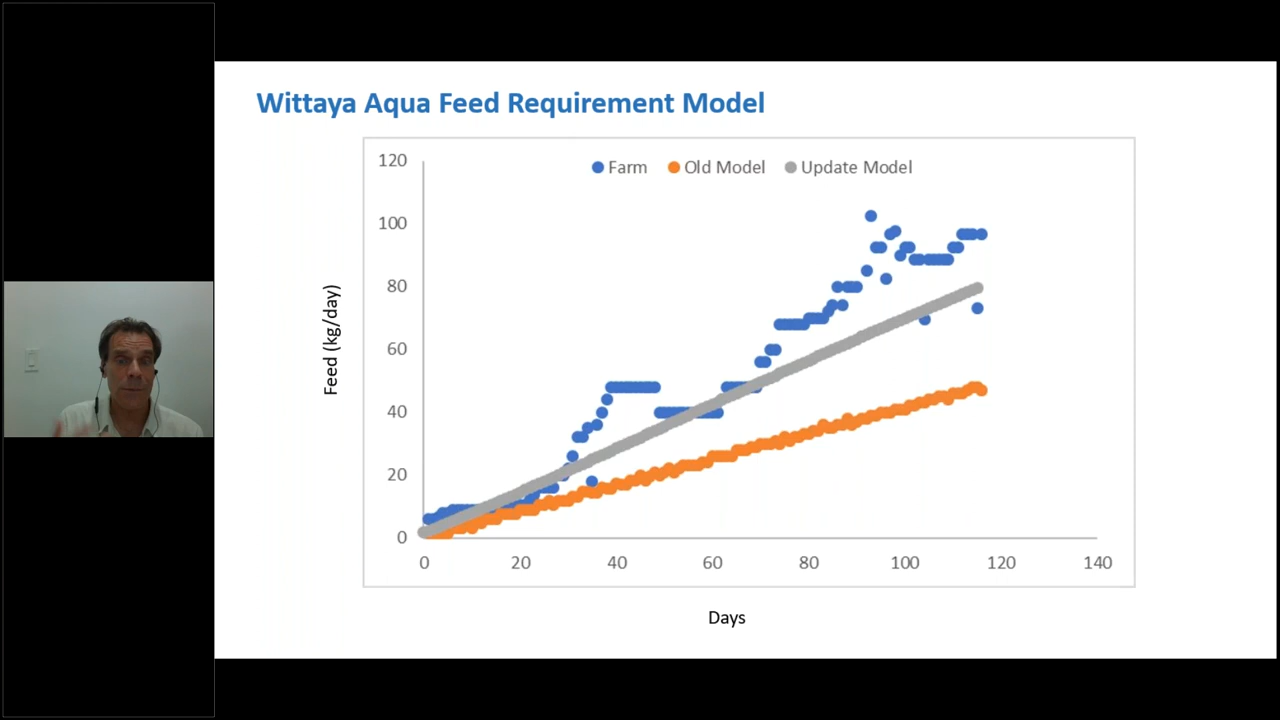 Wittaya Aqua Feed Requirement Model
Farm Old Model Update Model
120
100
80
60
40
20
0
Feed (kg/day)
0 20 40 60 80 100 120 140
Days